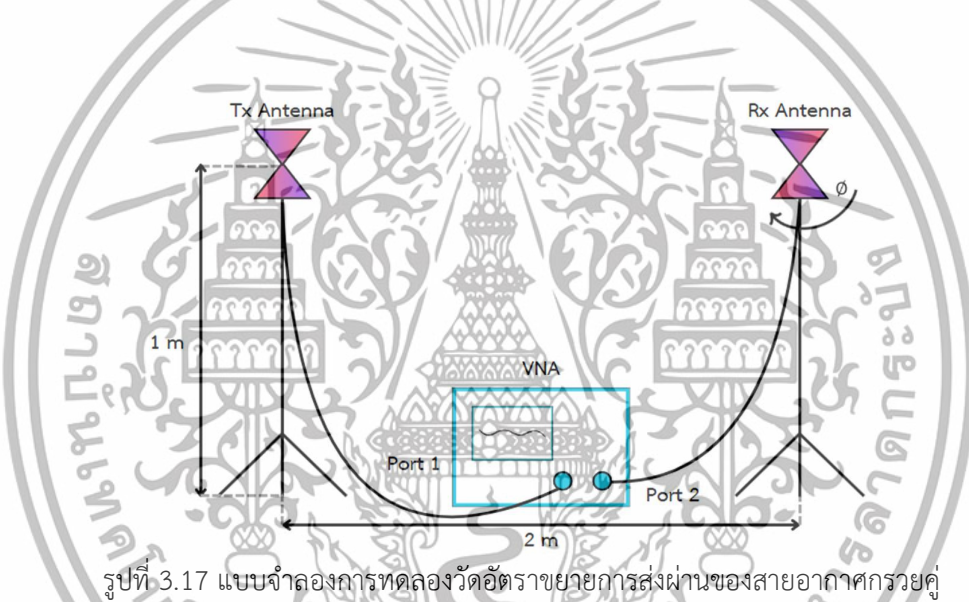 Tx Antenna
Rx Antenna
ø
1 m
VNA
Port 1
Port 2
2 m
รูปที่ 3.17 แบบจำลองการทดลองวัดอัตราขยายการส่งผ่านของสายอากาศกรวยคู่